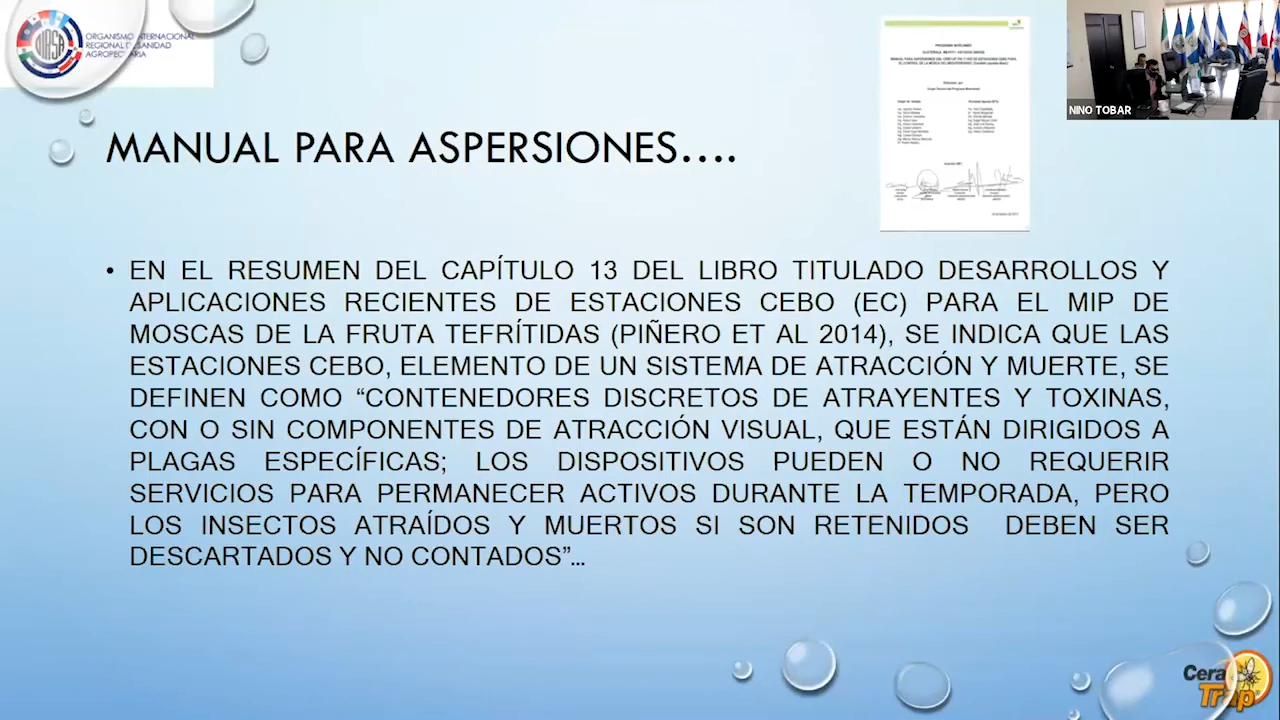 ORGANISMO INTERNACIONAL
REGIONAL DE SANIDAD
AGROPECUARIA
OIRSA
NINO TOBAR
MANUAL PARA ASPERSIONES….
• EN EL RESUMEN DEL CAPÍTULO 13 DEL LIBRO TITULADO DESARROLLOS Y
APLICACIONES RECIENTES DE ESTACIONES CEBO (EC) PARA EL MIP DE
MOSCAS DE LA FRUTA TEFRÍTIDAS (PIÑERO ET AL 2014), SE INDICA QUE LAS
ESTACIONES CEBO, ELEMENTO DE UN SISTEMA DE ATRACCIÓN Y MUERTE, SE
DEFINEN COMO “CONTENEDORES DISCRETOS DE ATRAYENTES Y TOXINAS,
CON O SIN COMPONENTES DE ATRACCIÓN VISUAL, QUE ESTÁN DIRIGIDOS A
PLAGAS ESPECÍFICAS; LOS DISPOSITIVOS PUEDEN O NO REQUERIR
SERVICIOS PARA PERMANECER ACTIVOS DURANTE LA TEMPORADA, PERO
LOS INSECTOS ATRAÍDOS Y MUERTOS SI SON RETENIDOS DEBEN SER
DESCARTADOS Y NO CONTADOS”…
Cera
Trap